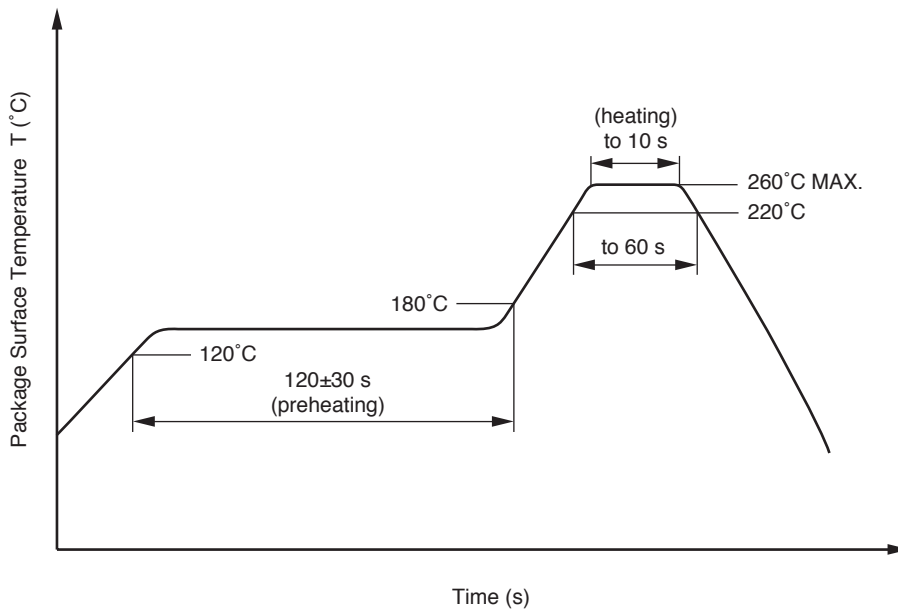 Package Surface Temperature T (˚C)
(heating)
to 10 s
260˚C MAX.
220˚C
to 60 s
180˚C
120˚C
120±30 s
(preheating)
Time (s)